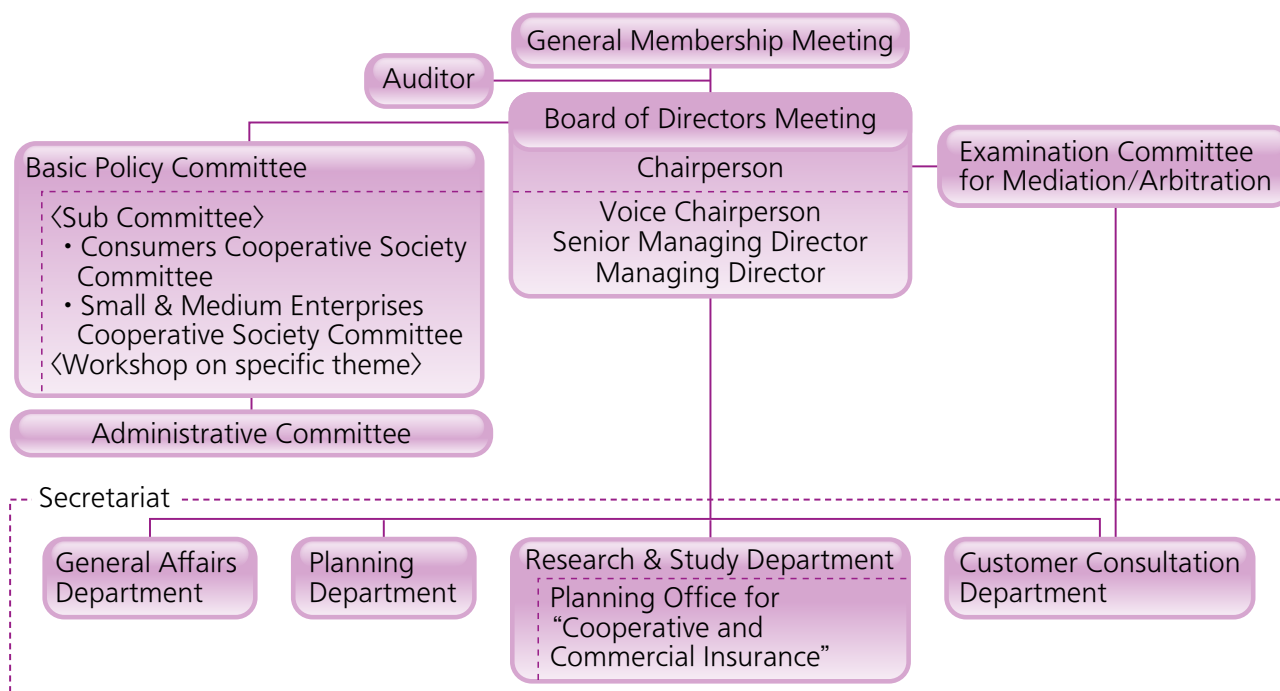 General Membership Meeting
Auditor
Board of Directors Meeting
Chairperson
Voice Chairperson
Senior Managing Director
Managing Director
Basic Policy Committee
〈Sub Committee〉
・Consumers Cooperative Society
Committee
・Small & Medium Enterprises
Cooperative Society Committee
〈Workshop on specific theme〉
Administrative Committee
Examination Committee
for Mediation/Arbitration
Secretariat
General Affairs
Department
Planning
Department
Research & Study Department
Planning Office for
“Cooperative and
Commercial Insurance”
Customer Consultation
Department